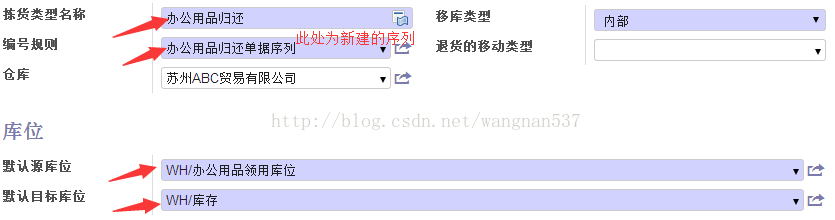 拣货类型名称 办公用品归还 移库类型 内部
此处为新建的序列
编号规则 办公用品归还单据序列 退货的移动类型
仓库 苏州ABC贸易有限公司
http://blog.csdn.net/wangnan537
库位
默认源库位 WH/办公用品领用库位
默认目标库位 WH/库存